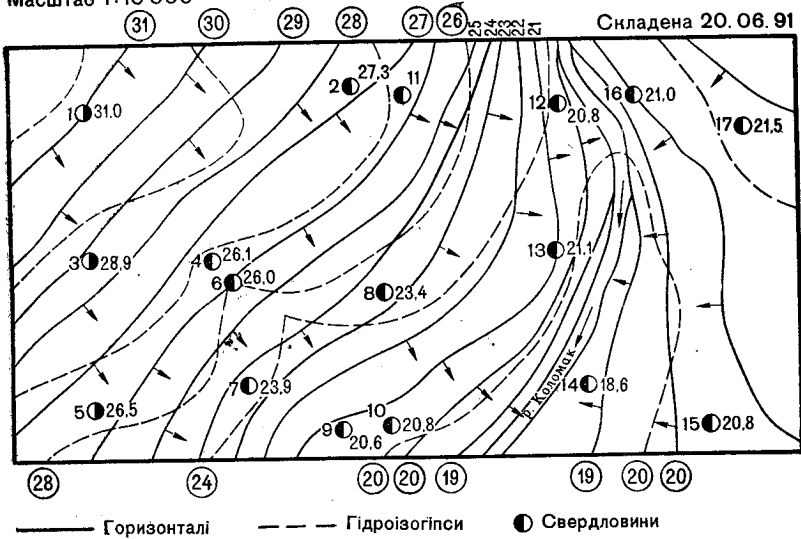 Масштаб 1:10 000
Складена 20. 06. 91
31 30 29 28 27 26 25 24 23 22 21
1 31,0
2 27,3
11
12 20,8
16 21,0
17 21,5
3 28,9
4 26,1
6 26,0
8 23,4
13 21,1
5 26,5
7 23,9
9 20,6
10 20,8
р. Коломак
14 18,6
15 20,8
28 24 20 20 19 19 20 20
Горизонталі Гідроізогіпси Свердловини